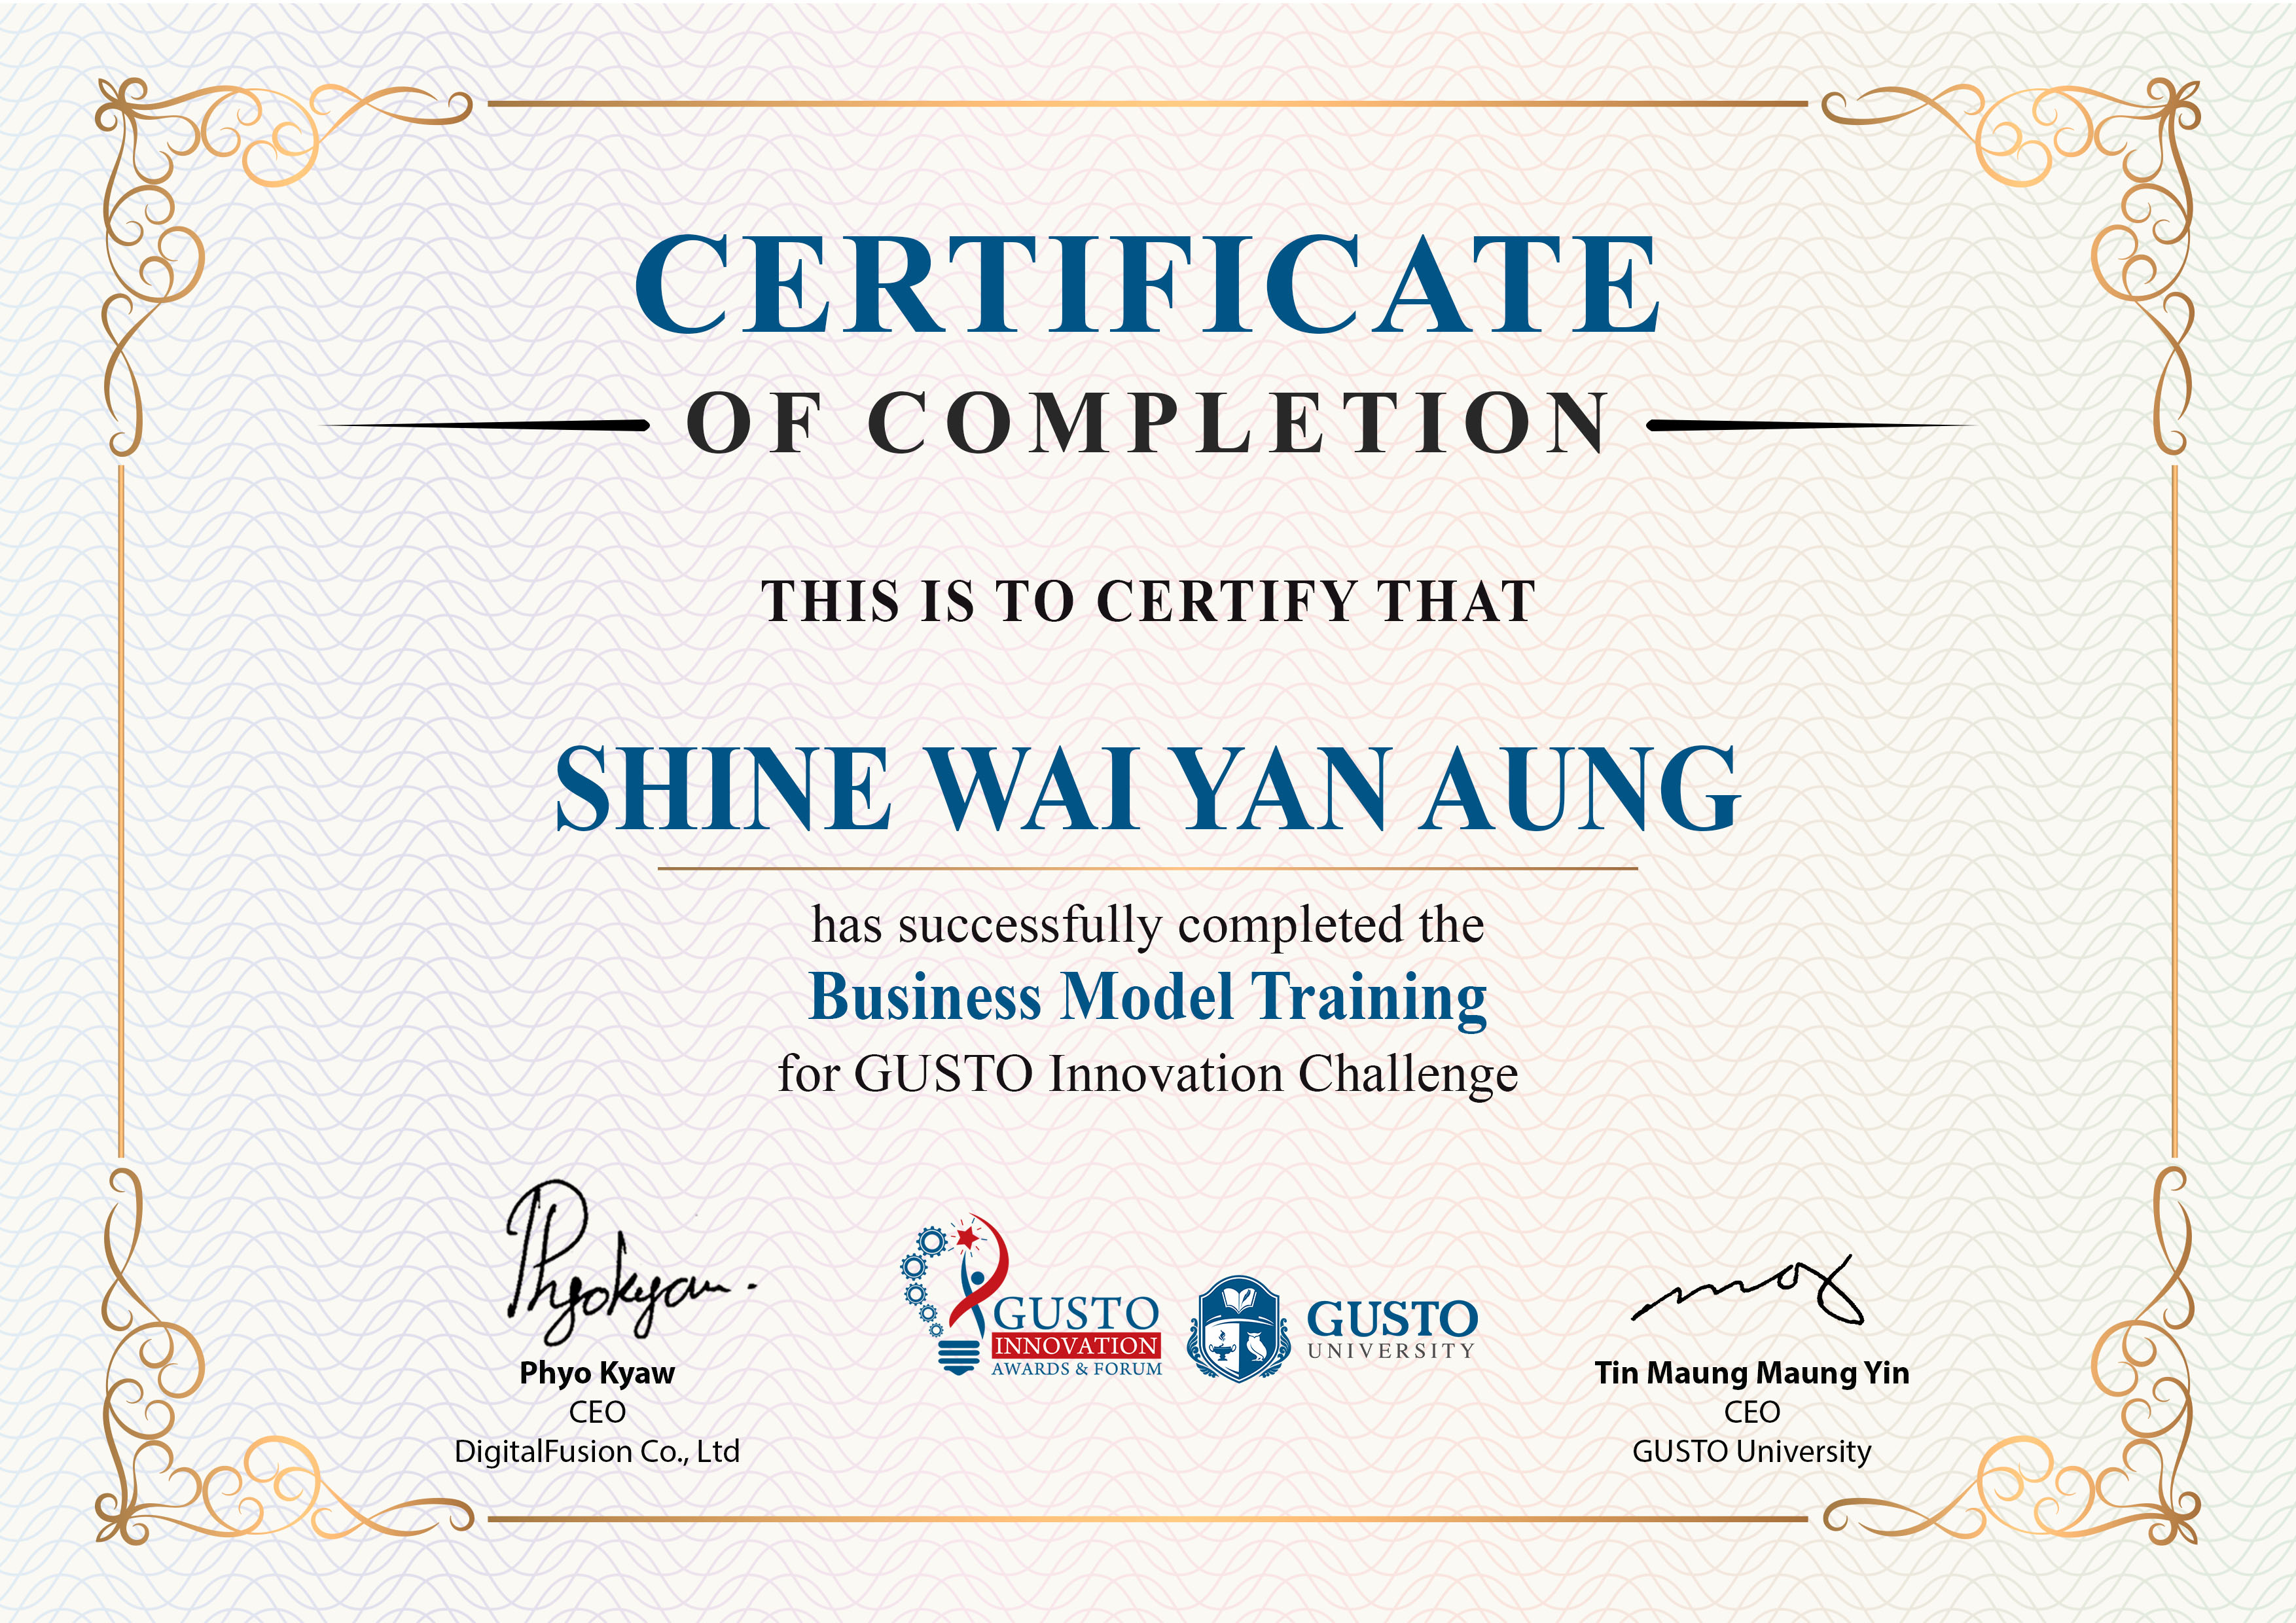 CERTIFICATE
OF COMPLETION
THIS IS TO CERTIFY THAT
SHINE WAI YAN AUNG
has successfully completed the
Business Model Training
for GUSTO Innovation Challenge
Phyokyaw.
GUSTO
INNOVATION
AWARDS & FORUM
GUSTO
UNIVERSITY
Phyo Kyaw
CEO
DigitalFusion Co., Ltd
Tin Maung Maung Yin
CEO
GUSTO University